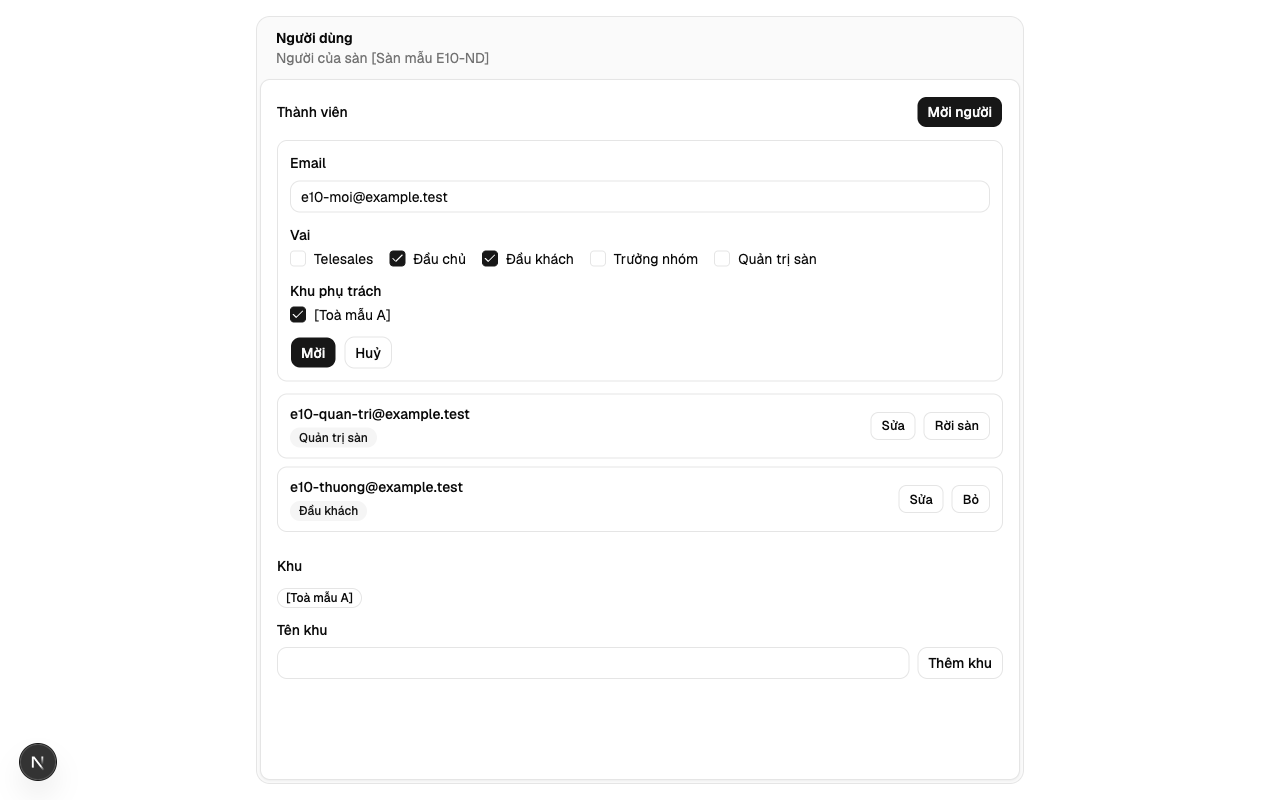 Người dùng
Người của sàn [Sàn mẫu E10-ND]
Thành viên
Mời người
Email
e10-moi@example.test
Vai
Telesales Đầu chủ Đầu khách Trưởng nhóm Quản trị sàn
Khu phụ trách
[Toà mẫu A]
Mời Huỷ
e10-quan-tri@example.test
Quản trị sàn
Sửa Rời sàn
e10-thuong@example.test
Đầu khách
Sửa Bỏ
Khu
[Toà mẫu A]
Tên khu
Thêm khu
N